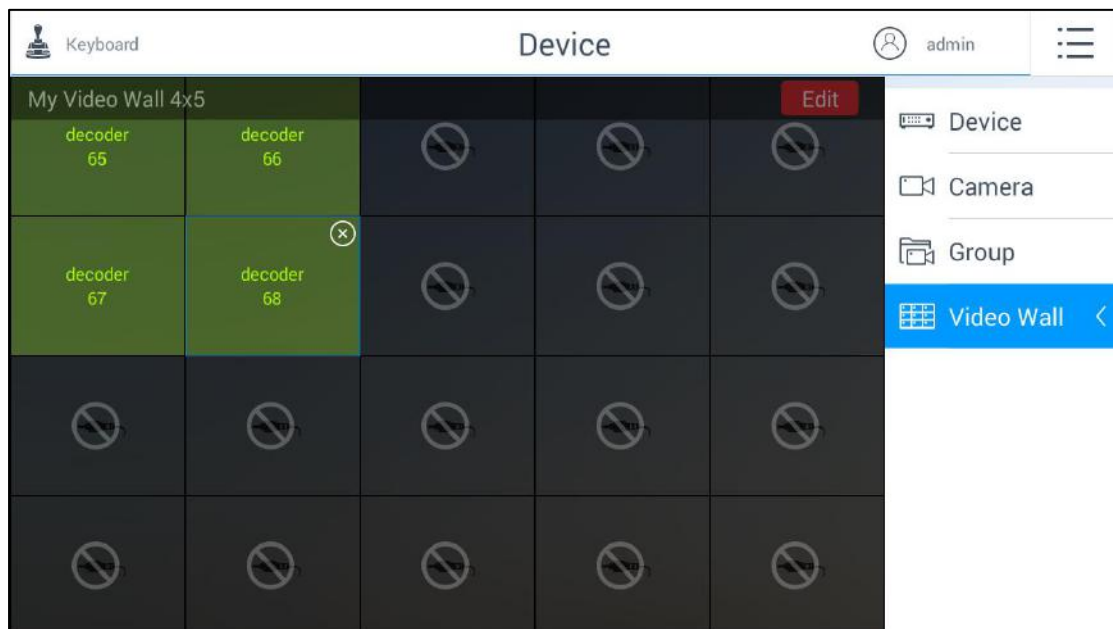 Keyboard
Device
admin
My Video Wall 4x5
Edit
decoder
65
decoder
66
decoder
67
decoder
68
Device
Camera
Group
Video Wall